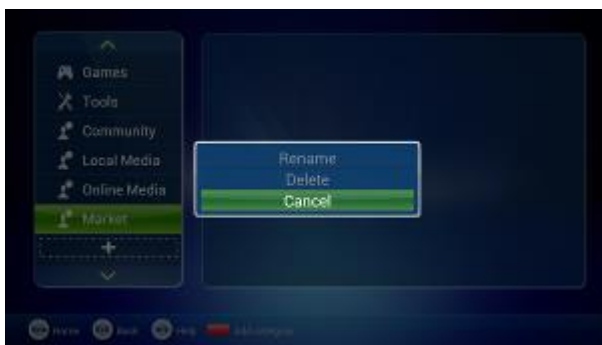 Games
Tools
Community
Local Media
Online Media
Market
+
Rename
Delete
Cancel
Home
Back
Help